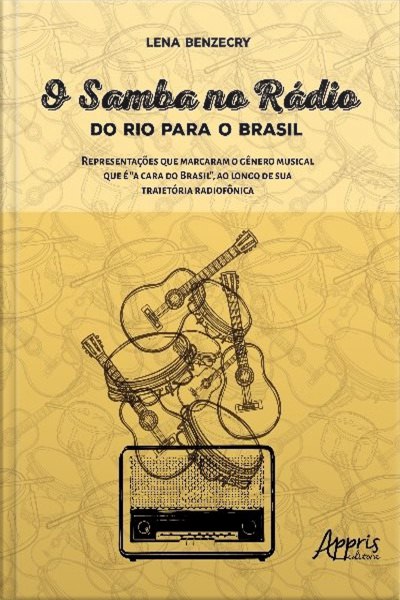 LENA BENZECRY
O Samba no Rádio
DO RIO PARA O BRASIL
REPRESENTAÇÕES QUE MARCARAM O GÊNERO MUSICAL
QUE É "A CARA DO BRASIL", AO LONGO DE SUA
TRAJETÓRIA RADIOFÔNICA
Appris
editora